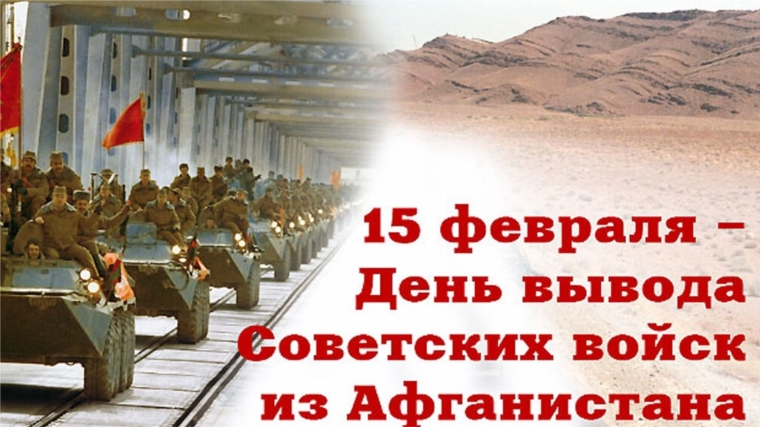 15 февраля –
День вывода
Советских войск
из Афганистана